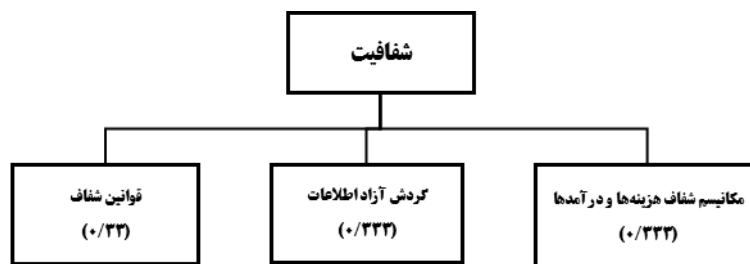 شفافیت
مکانیسم شفاف هزینه‌ها و درآمدها
(۰/۳۳۳)
گردش آزاد اطلاعات
(۰/۳۳۳)
قوانین شفاف
(۰/۳۳)